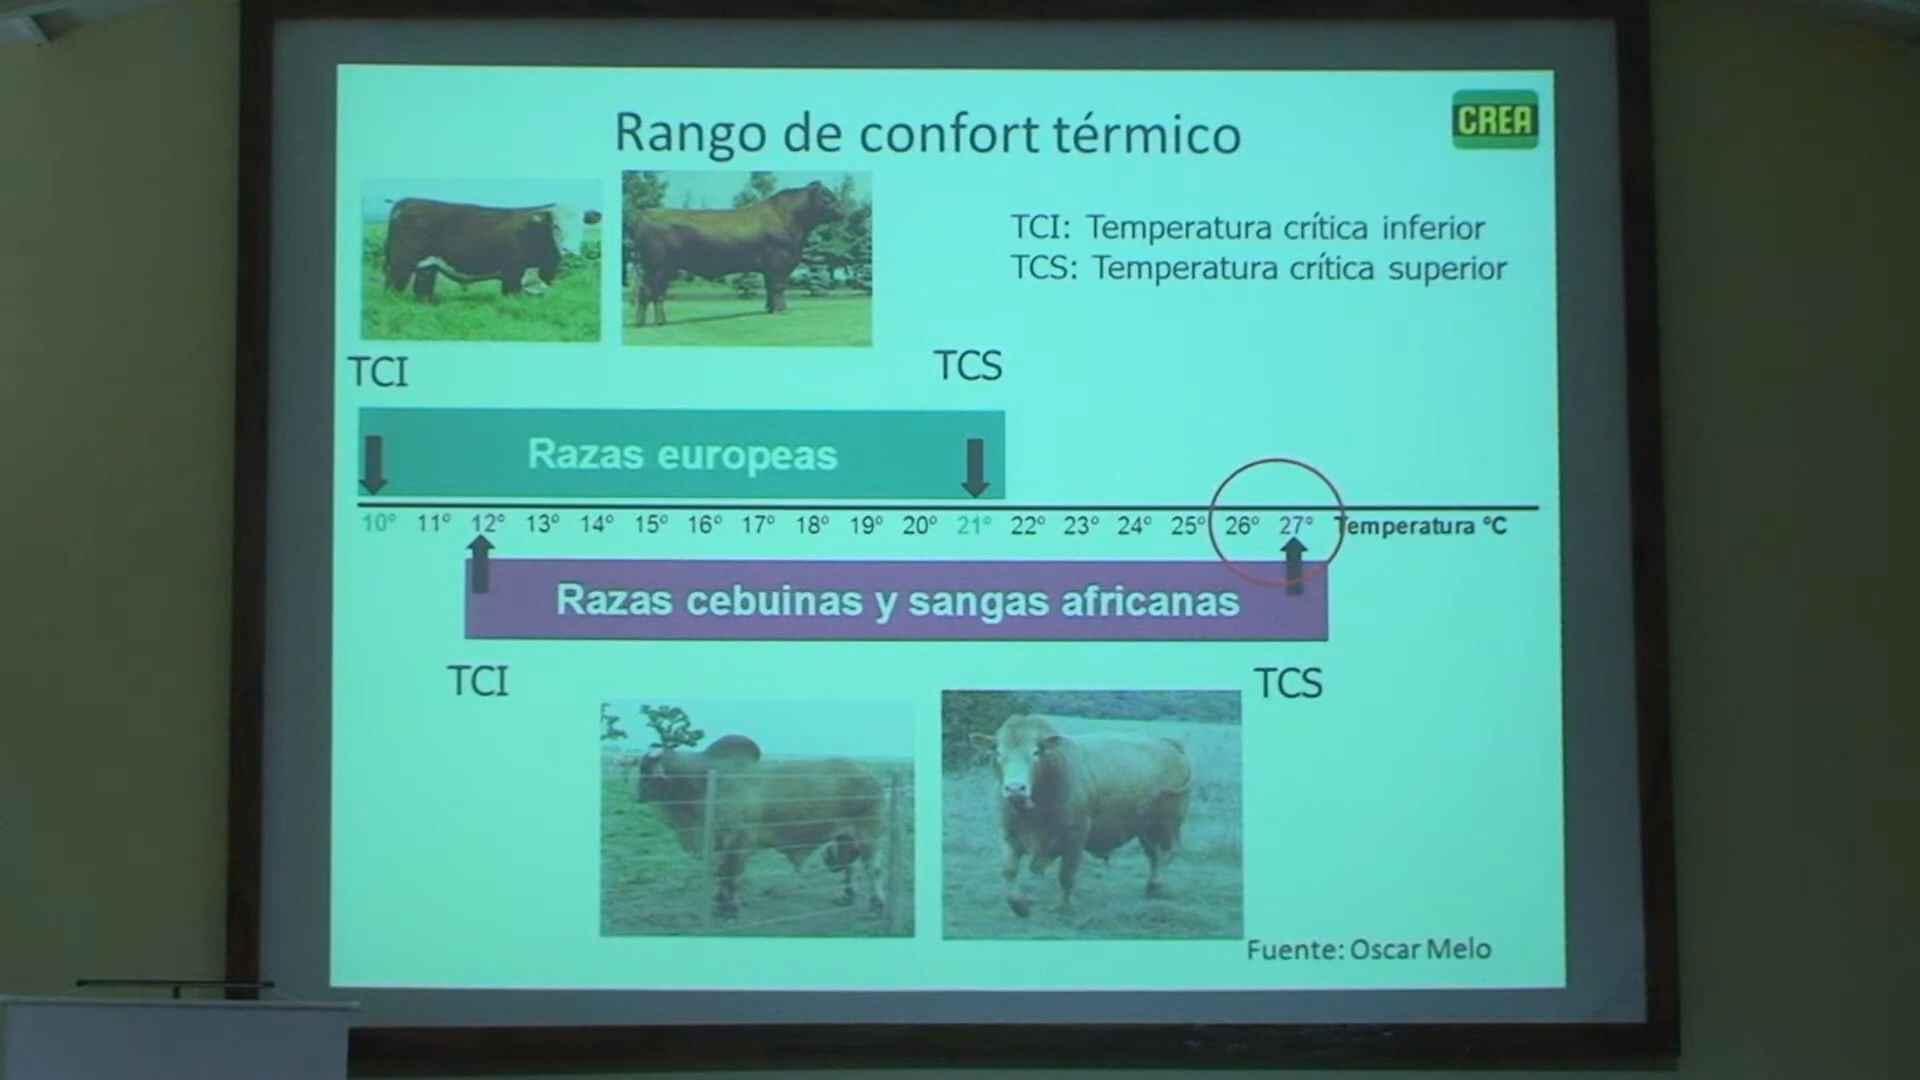 Rango de confort térmico
CREA
TCI: Temperatura crítica inferior
TCS: Temperatura crítica superior
TCI
TCS
Razas europeas
10° 11° 12° 13° 14° 15° 16° 17° 18° 19° 20° 21° 22° 23° 24° 25° 26° 27° Temperatura °C
Razas cebuinas y sangas africanas
TCI
TCS
Fuente: Oscar Melo